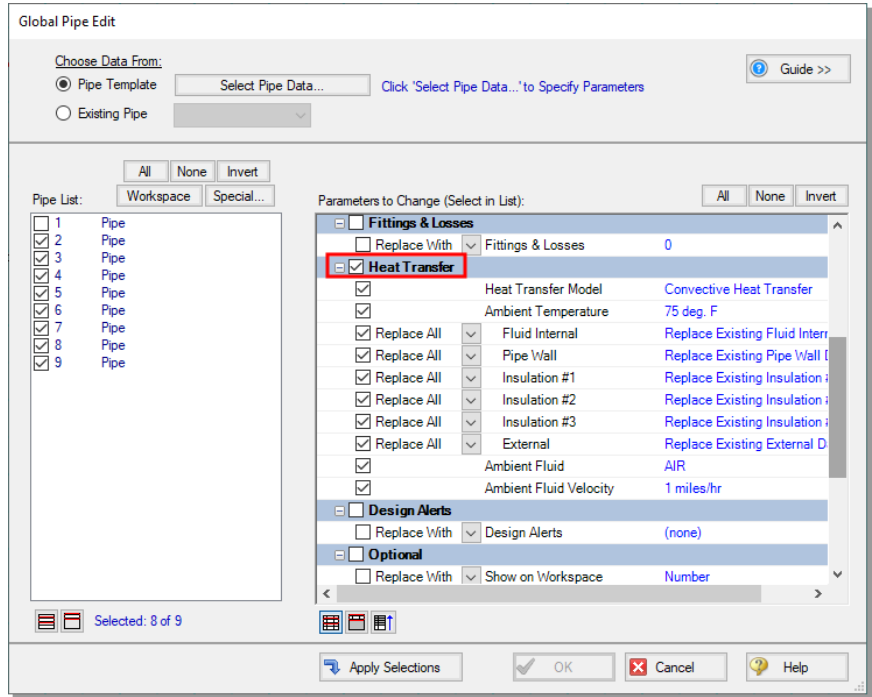 Global Pipe Edit
Choose Data From:
Pipe Template Select Pipe Data... Click 'Select Pipe Data...' to Specify Parameters Guide >>
Existing Pipe
All None Invert
Pipe List: Workspace Special... Parameters to Change (Select in List): All None Invert
1 Pipe
2 Pipe
3 Pipe
4 Pipe
5 Pipe
6 Pipe
7 Pipe
8 Pipe
9 Pipe
Fittings & Losses
Replace With Fittings & Losses 0
Heat Transfer
Heat Transfer Model Convective Heat Transfer
Ambient Temperature 75 deg. F
Replace All Fluid Internal Replace Existing Fluid Intern
Replace All Pipe Wall Replace Existing Pipe Wall
Replace All Insulation #1 Replace Existing Insulation
Replace All Insulation #2 Replace Existing Insulation
Replace All Insulation #3 Replace Existing Insulation
Replace All External Replace Existing External D
Ambient Fluid AIR
Ambient Fluid Velocity 1 miles/hr
Design Alerts
Replace With Design Alerts (none)
Optional
Replace With Show on Workspace Number
Selected: 8 of 9
Apply Selections OK Cancel Help